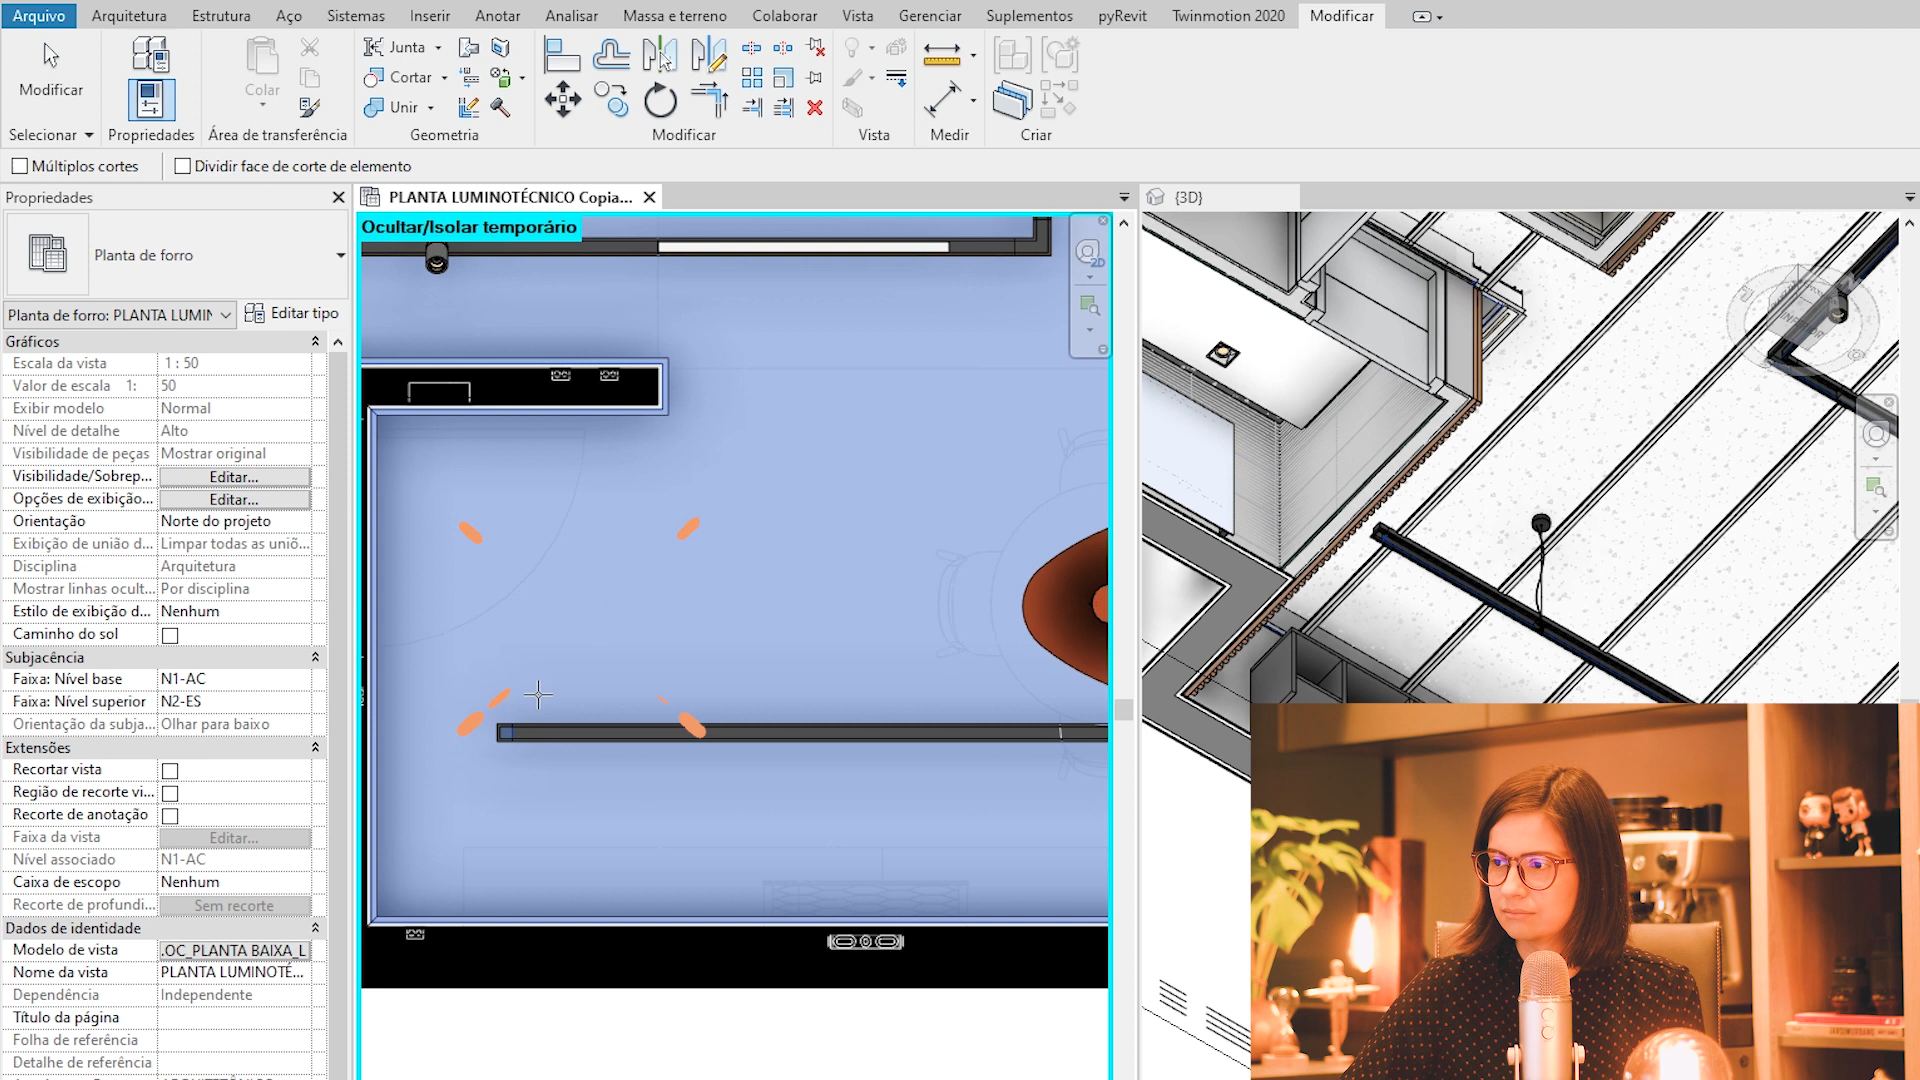 Arquivo Arquitetura Estrutura Aço Sistemas Inserir Anotar Analisar Massa e terreno Colaborar Vista Gerenciar Suplementos pyRevit Twinmotion 2020 Modificar
Modificar
Selecionar
Propriedades
Colar
Área de transferência
Junta
Cortar
Unir
Geometria
Modificar
Vista
Medir
Criar
Múltiplos cortes
Dividir face de corte de elemento
Propriedades
PLANTA LUMINOTÉCNICO Copia...
{3D}
Ocultar/Isolar temporário
2D
Planta de forro
Planta de forro: PLANTA LUMIN
Editar tipo
Gráficos
Escala da vista 1 : 50
Valor de escala 1: 50
Exibir modelo Normal
Nível de detalhe Alto
Visibilidade de peças Mostrar original
Visibilidade/Sobrep... Editar...
Opções de exibição... Editar...
Orientação Norte do projeto
Exibição de união d... Limpar todas as uniõ...
Disciplina Arquitetura
Mostrar linhas ocult... Por disciplina
Estilo de exibição d... Nenhum
Caminho do sol
Subjacência
Faixa: Nível base N1-AC
Faixa: Nível superior N2-ES
Orientação da subja... Olhar para baixo
Extensões
Recortar vista
Região de recorte vi...
Recorte de anotação
Faixa da vista Editar...
Nível associado N1-AC
Caixa de escopo Nenhum
Recorte de profundi... Sem recorte
Dados de identidade
Modelo de vista .OC_PLANTA BAIXA_L
Nome da vista PLANTA LUMINOTÉ...
Dependência Independente
Título da página
Folha de referência
Detalhe de referência